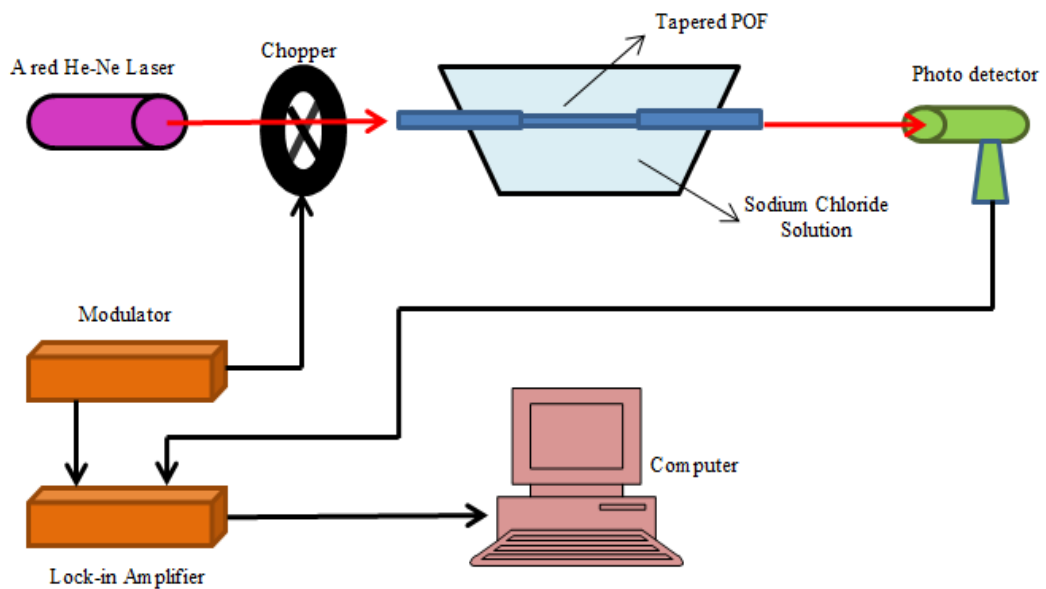 Tapered POF
Chopper
A red He-Ne Laser
Photo detector
Sodium Chloride
Solution
Modulator
Computer
Lock-in Amplifier